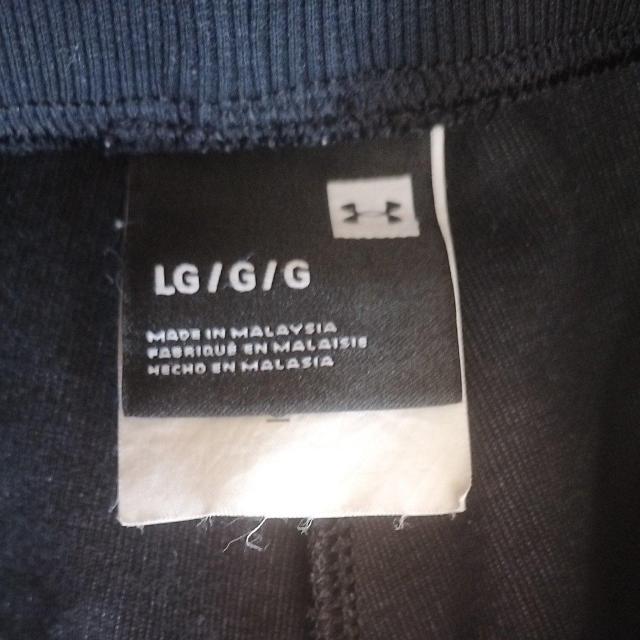 LG/G/G
MADE IN MALAYSIA
FABRIQUÉ EN MALAISIE
HECHO EN MALASIA